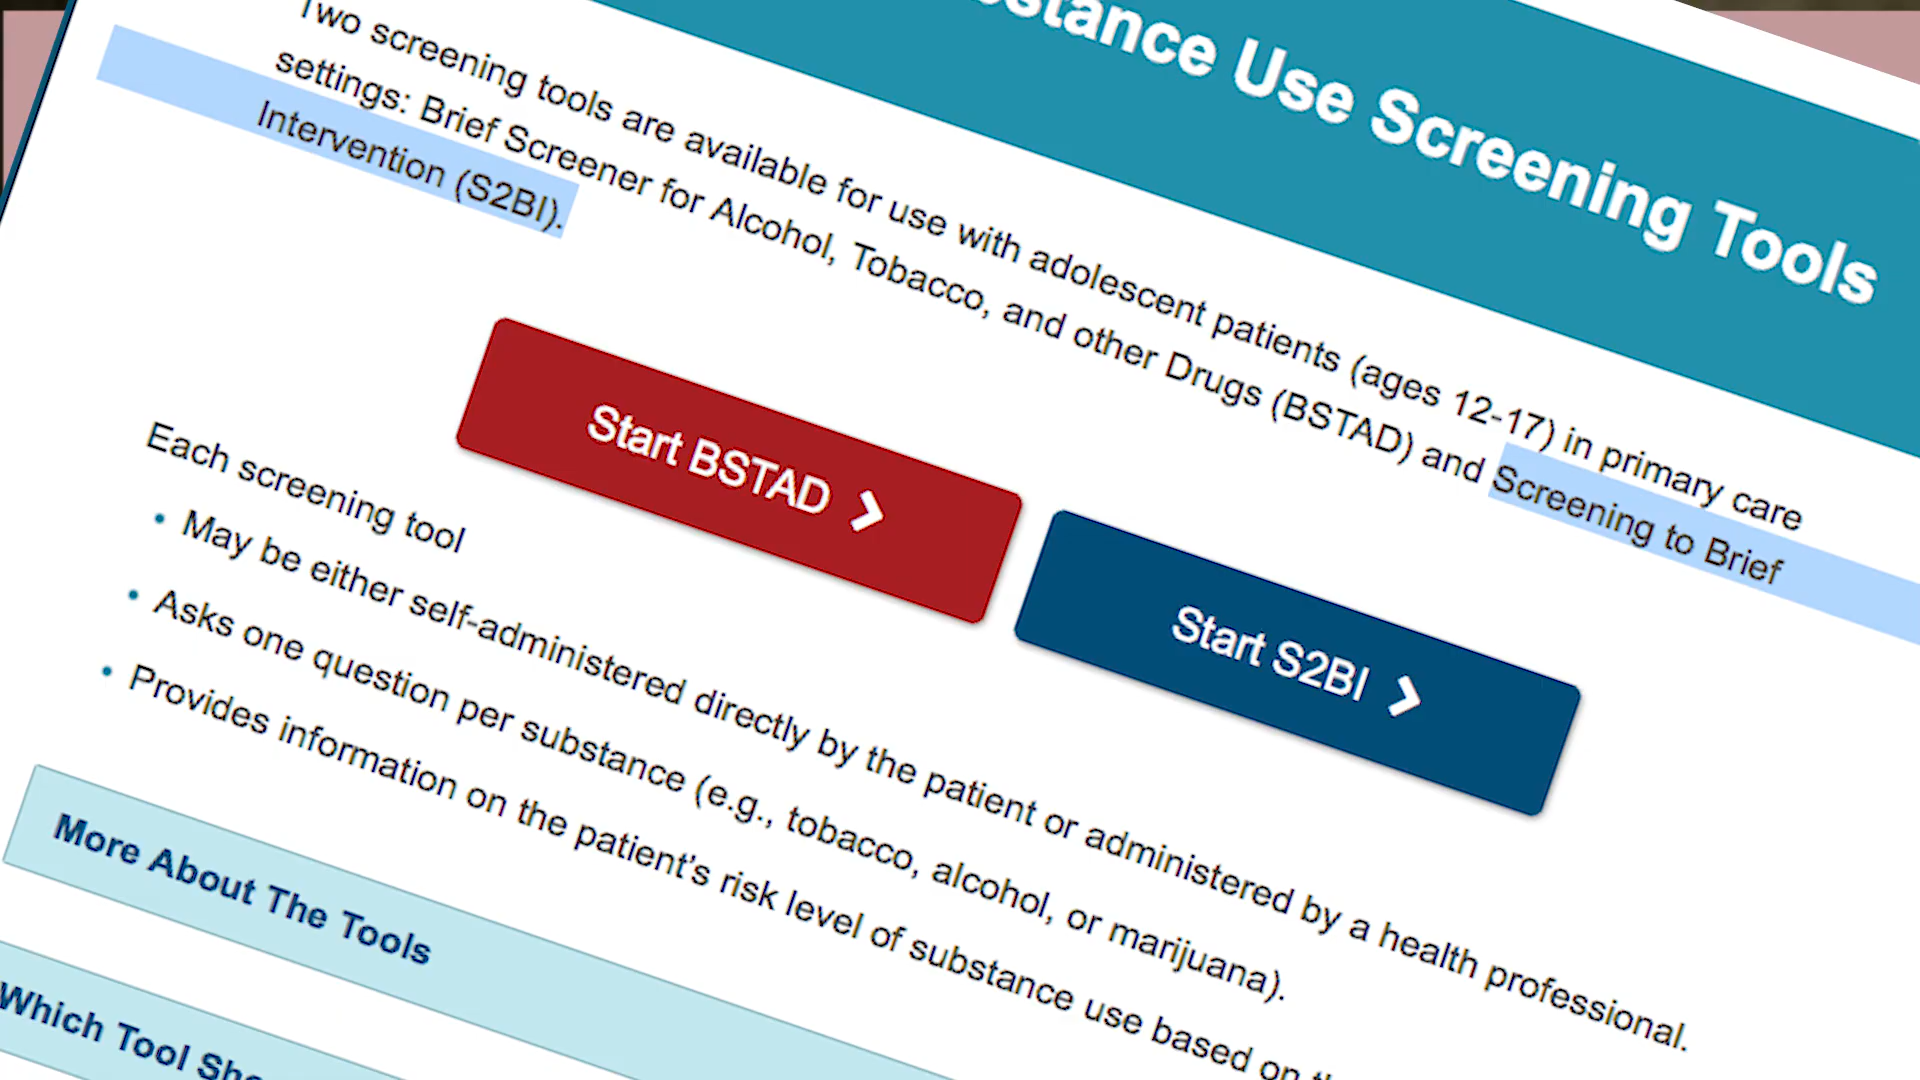 Use Screening Tools
Two screening tools are available for use with adolescent patients (ages 12-17) in primary care
settings: Brief Screener for Alcohol, Tobacco, and other Drugs (BSTAD) and Screening to Brief
Intervention (S2BI).
Start BSTAD
Start S2BI
Each screening tool
• May be either self-administered directly by the patient or administered by a health professional.
• Asks one question per substance (e.g., tobacco, alcohol, or marijuana).
• Provides information on the patient's risk level of substance use based on
More About The Tools
Which Tool